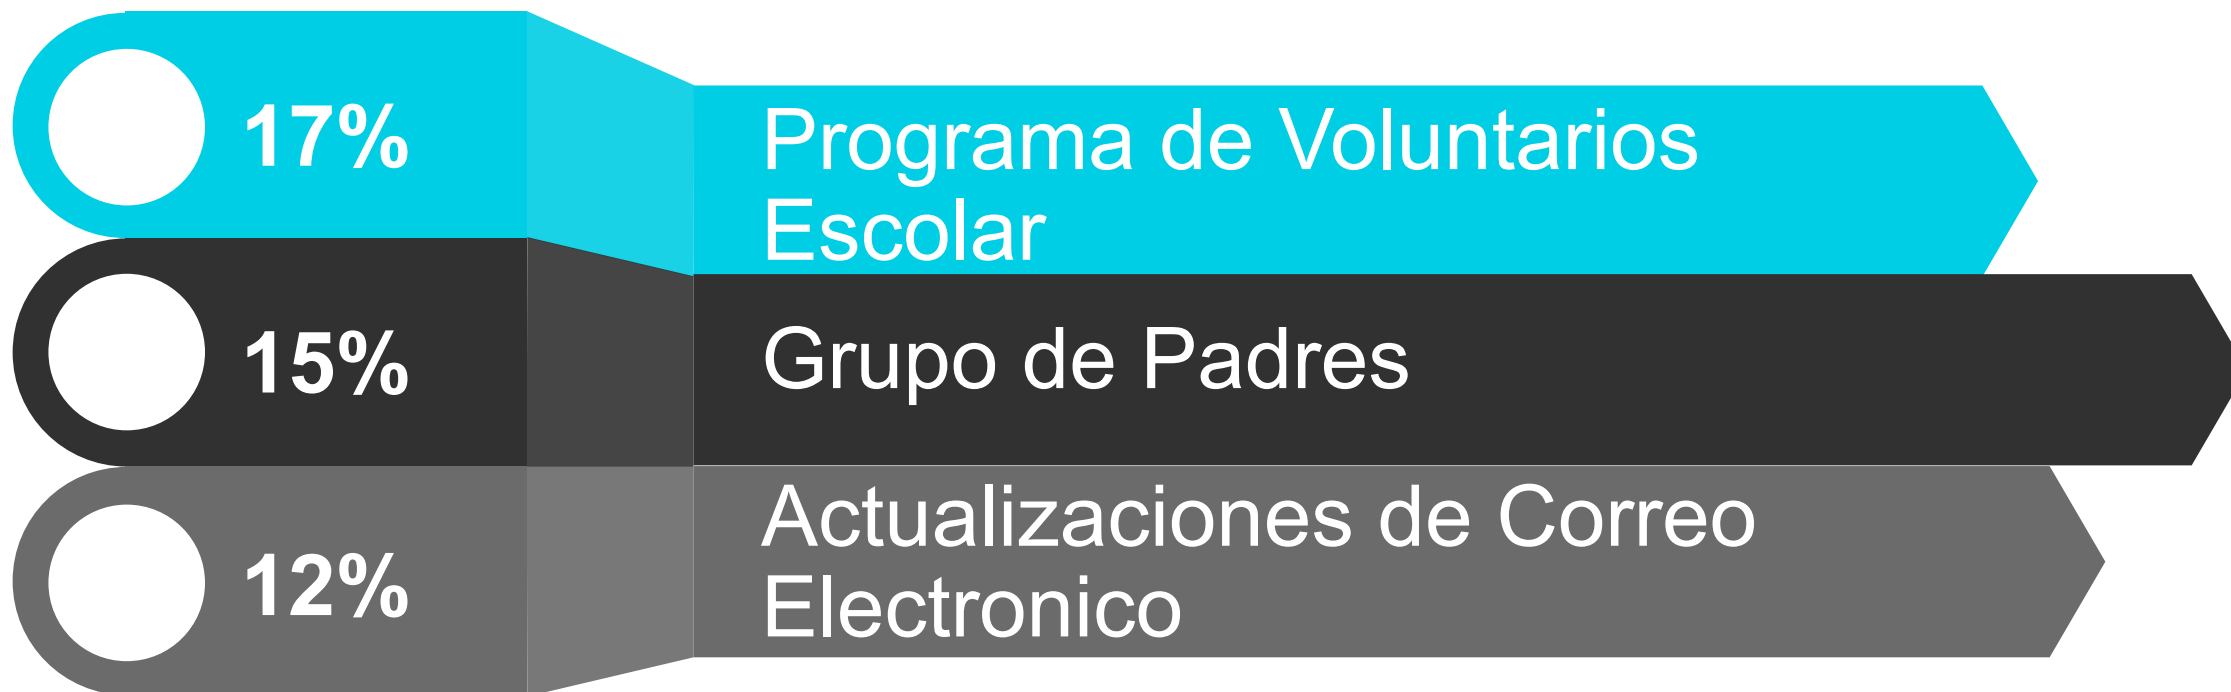 17%
Programa de Voluntarios
Escolar
15%
Grupo de Padres
12%
Actualizaciones de Correo
Electronico